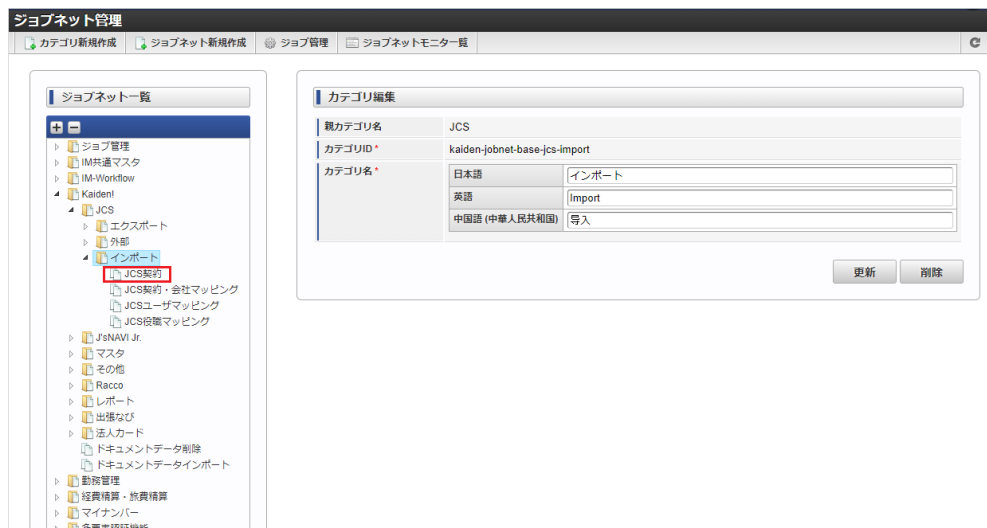 ジョブネット管理
カテゴリ新規作成 ジョブネット新規作成 ジョブ管理 ジョブネットモニター覧
ジョブネット一覧
ジョブ管理
IM共通マスタ
IM-Workflow
Kaiden!
JCS
エクスポート
外部
インポート
JCS契約
JCS契約・会社マッピング
JCSユーザマッピング
JCS役職マッピング
J'sNAVI Jr.
マスタ
その他
Racco
レポート
出張なび
法人カード
ドキュメントデータ削除
ドキュメントデータインポート
勤務管理
経費精算・旅費精算
マイナンバー
カテゴリ編集
親カテゴリ名 JCS
カテゴリID * kaiden-jobnet-base-jcs-import
カテゴリ名 * 日本語 インポート
英語 Import
中国語 (中華人民共和国) 导入
更新 削除